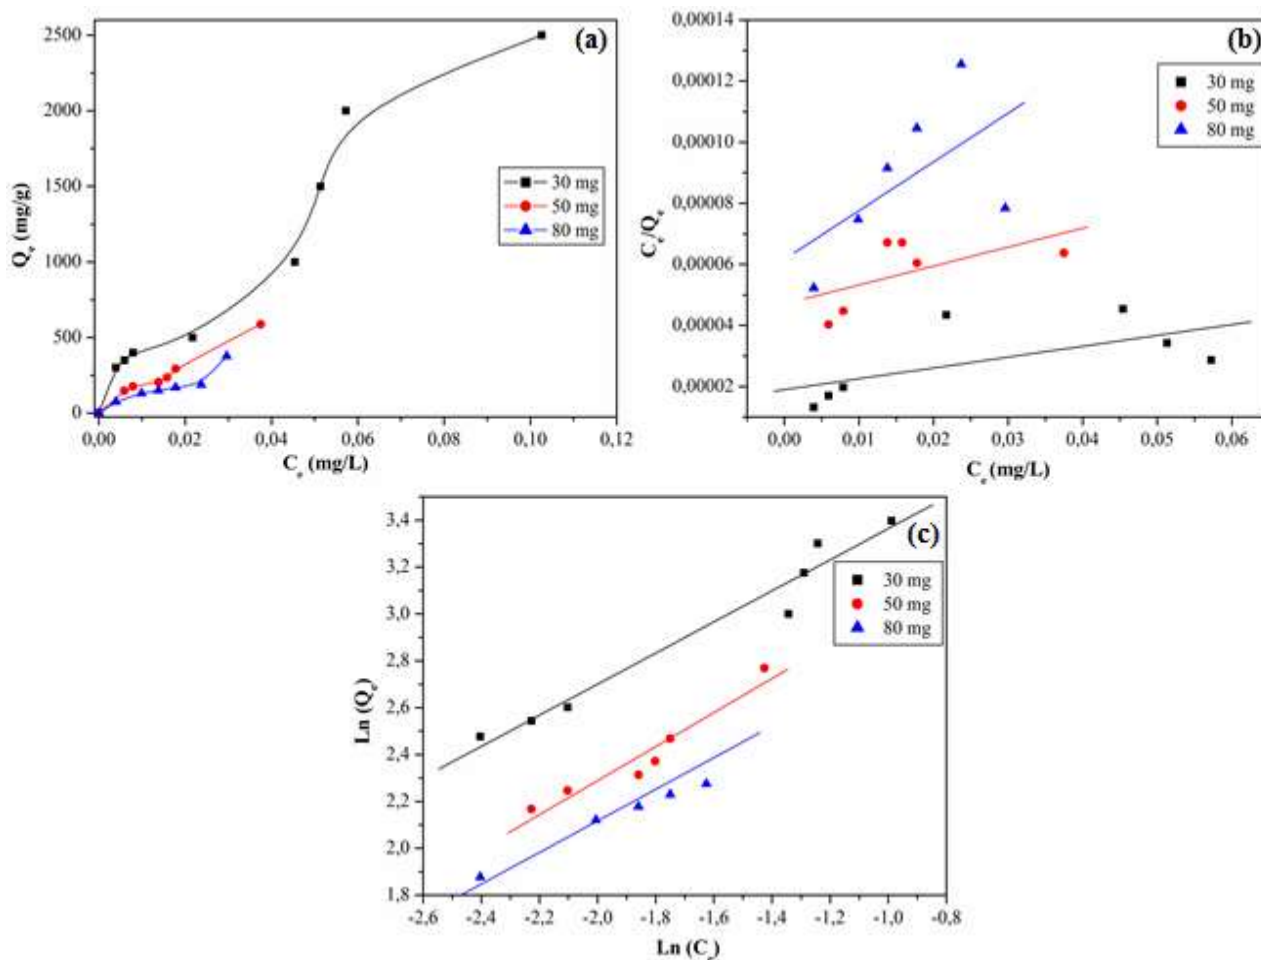 (a)
2500
2000
1500
1000
500
0
Qe (mg/g)
30 mg
50 mg
80 mg
0,00 0,02 0,04 0,06 0,08 0,10 0,12
Ce (mg/L)
(b)
0,00014
0,00012
0,00010
0,00008
0,00006
0,00004
0,00002
Ce/Qe
30 mg
50 mg
80 mg
0,00 0,01 0,02 0,03 0,04 0,05 0,06
Ce (mg/L)
(c)
3,4
3,2
3,0
2,8
2,6
2,4
2,2
2,0
1,8
Ln (Qe)
30 mg
50 mg
80 mg
-2,6 -2,4 -2,2 -2,0 -1,8 -1,6 -1,4 -1,2 -1,0 -0,8
Ln (Ce)